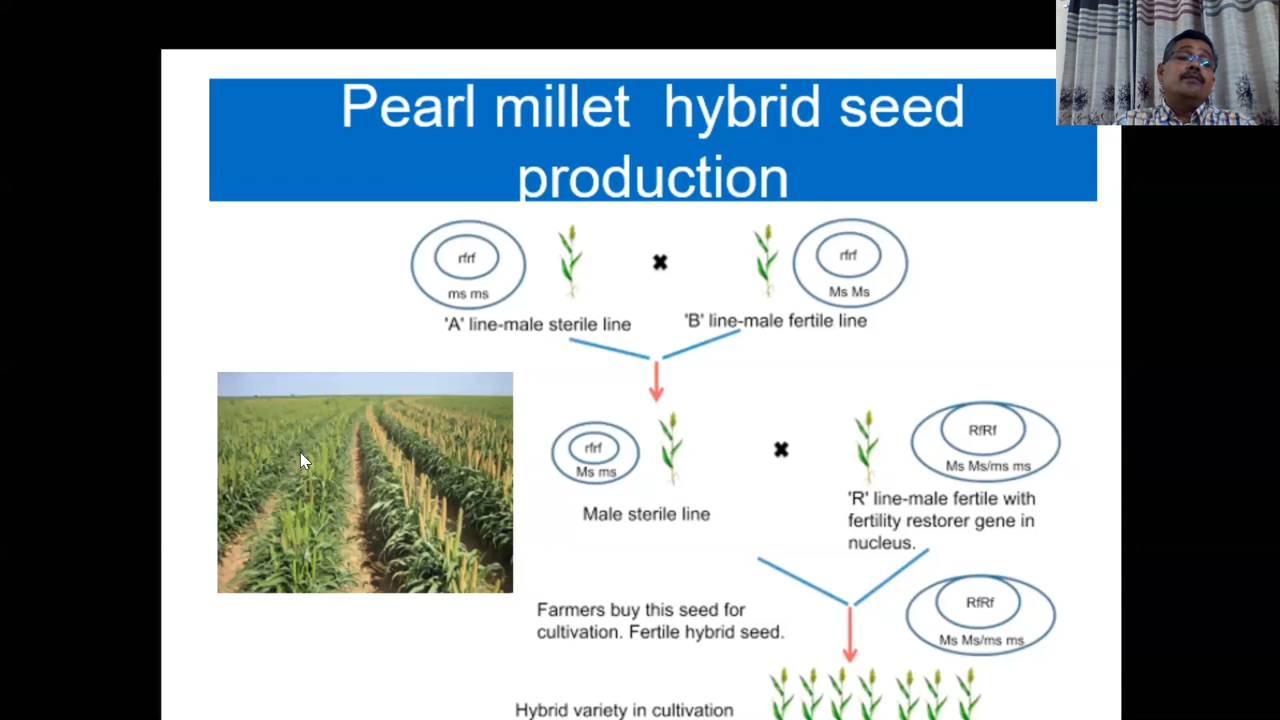 Pearl millet hybrid seed
production
rfrf
ms ms
rfrf
Ms Ms
'A' line-male sterile line
'B' line-male fertile line
rfrf
Ms ms
RfRf
Ms Ms/ms ms
Male sterile line
'R' line-male fertile with
fertility restorer gene in
nucleus.
Farmers buy this seed for
cultivation. Fertile hybrid seed.
RfRf
Ms Ms/ms ms
Hybrid variety in cultivation